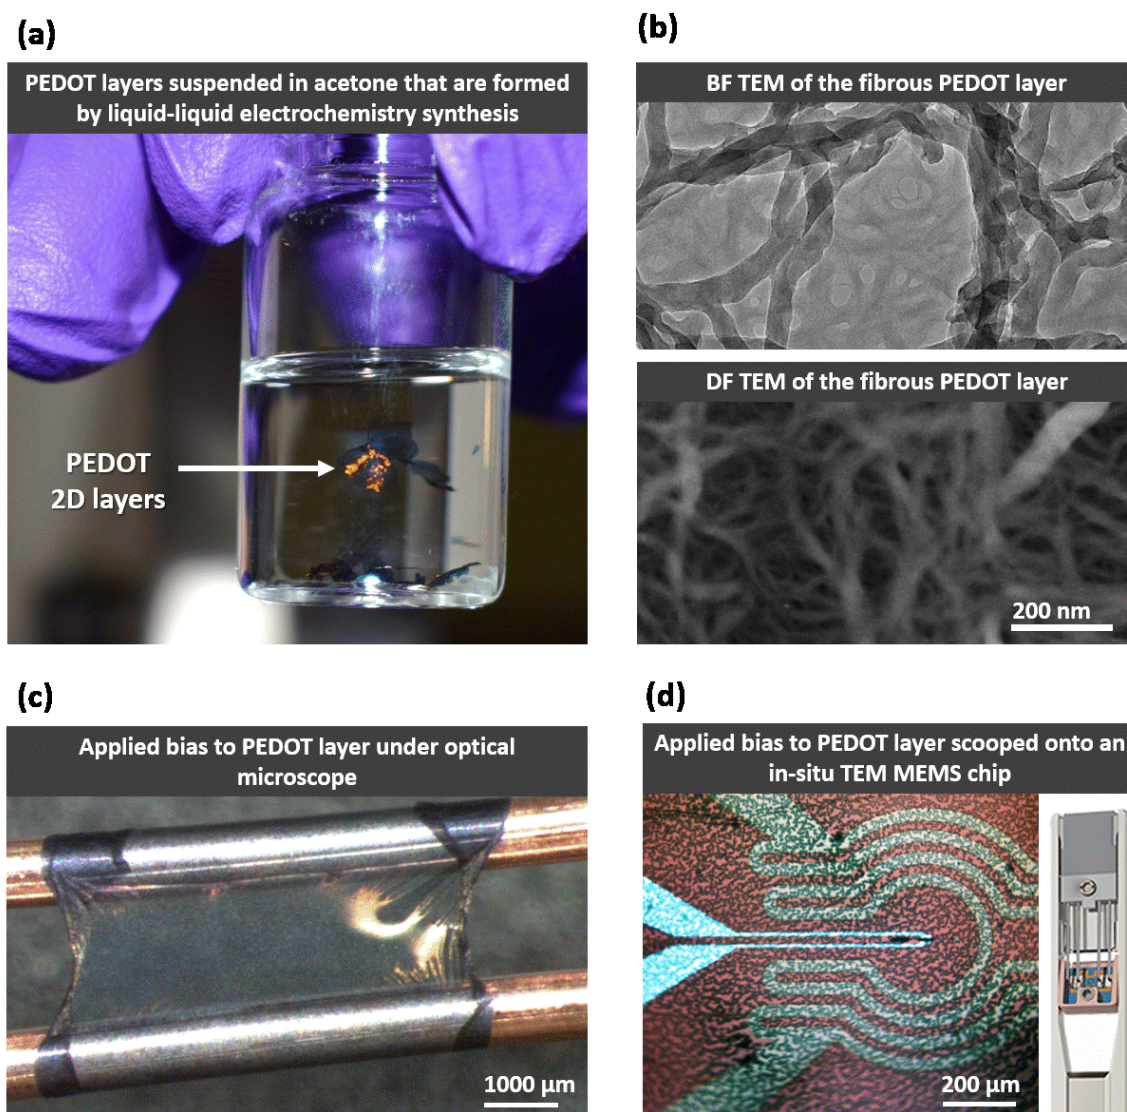 (a)
PEDOT layers suspended in acetone that are formed
by liquid-liquid electrochemistry synthesis
PEDOT
2D layers
(b)
BF TEM of the fibrous PEDOT layer
DF TEM of the fibrous PEDOT layer
200 nm
(c)
Applied bias to PEDOT layer under optical
microscope
1000 μm
(d)
Applied bias to PEDOT layer scooped onto an
in-situ TEM MEMS chip
200 μm